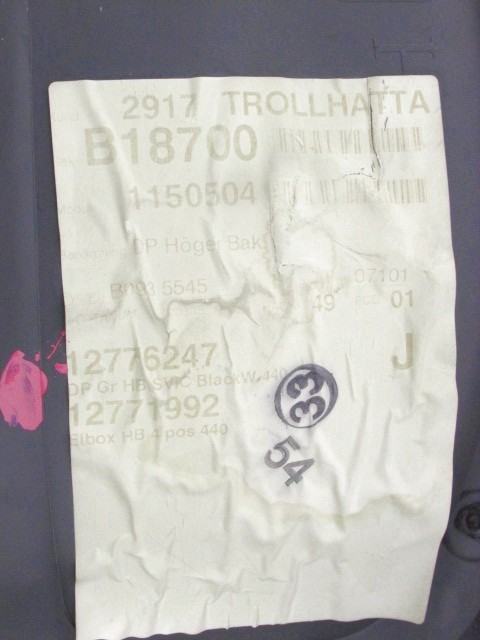 2917 TROLLHATTA
B18700
1150504
DP Höger Bak
B093 5545
07101
49 01
12776247 J
DP Gr HB SVIC BlackW 440
12771992
Elbox HB 4 pos 440
33
54